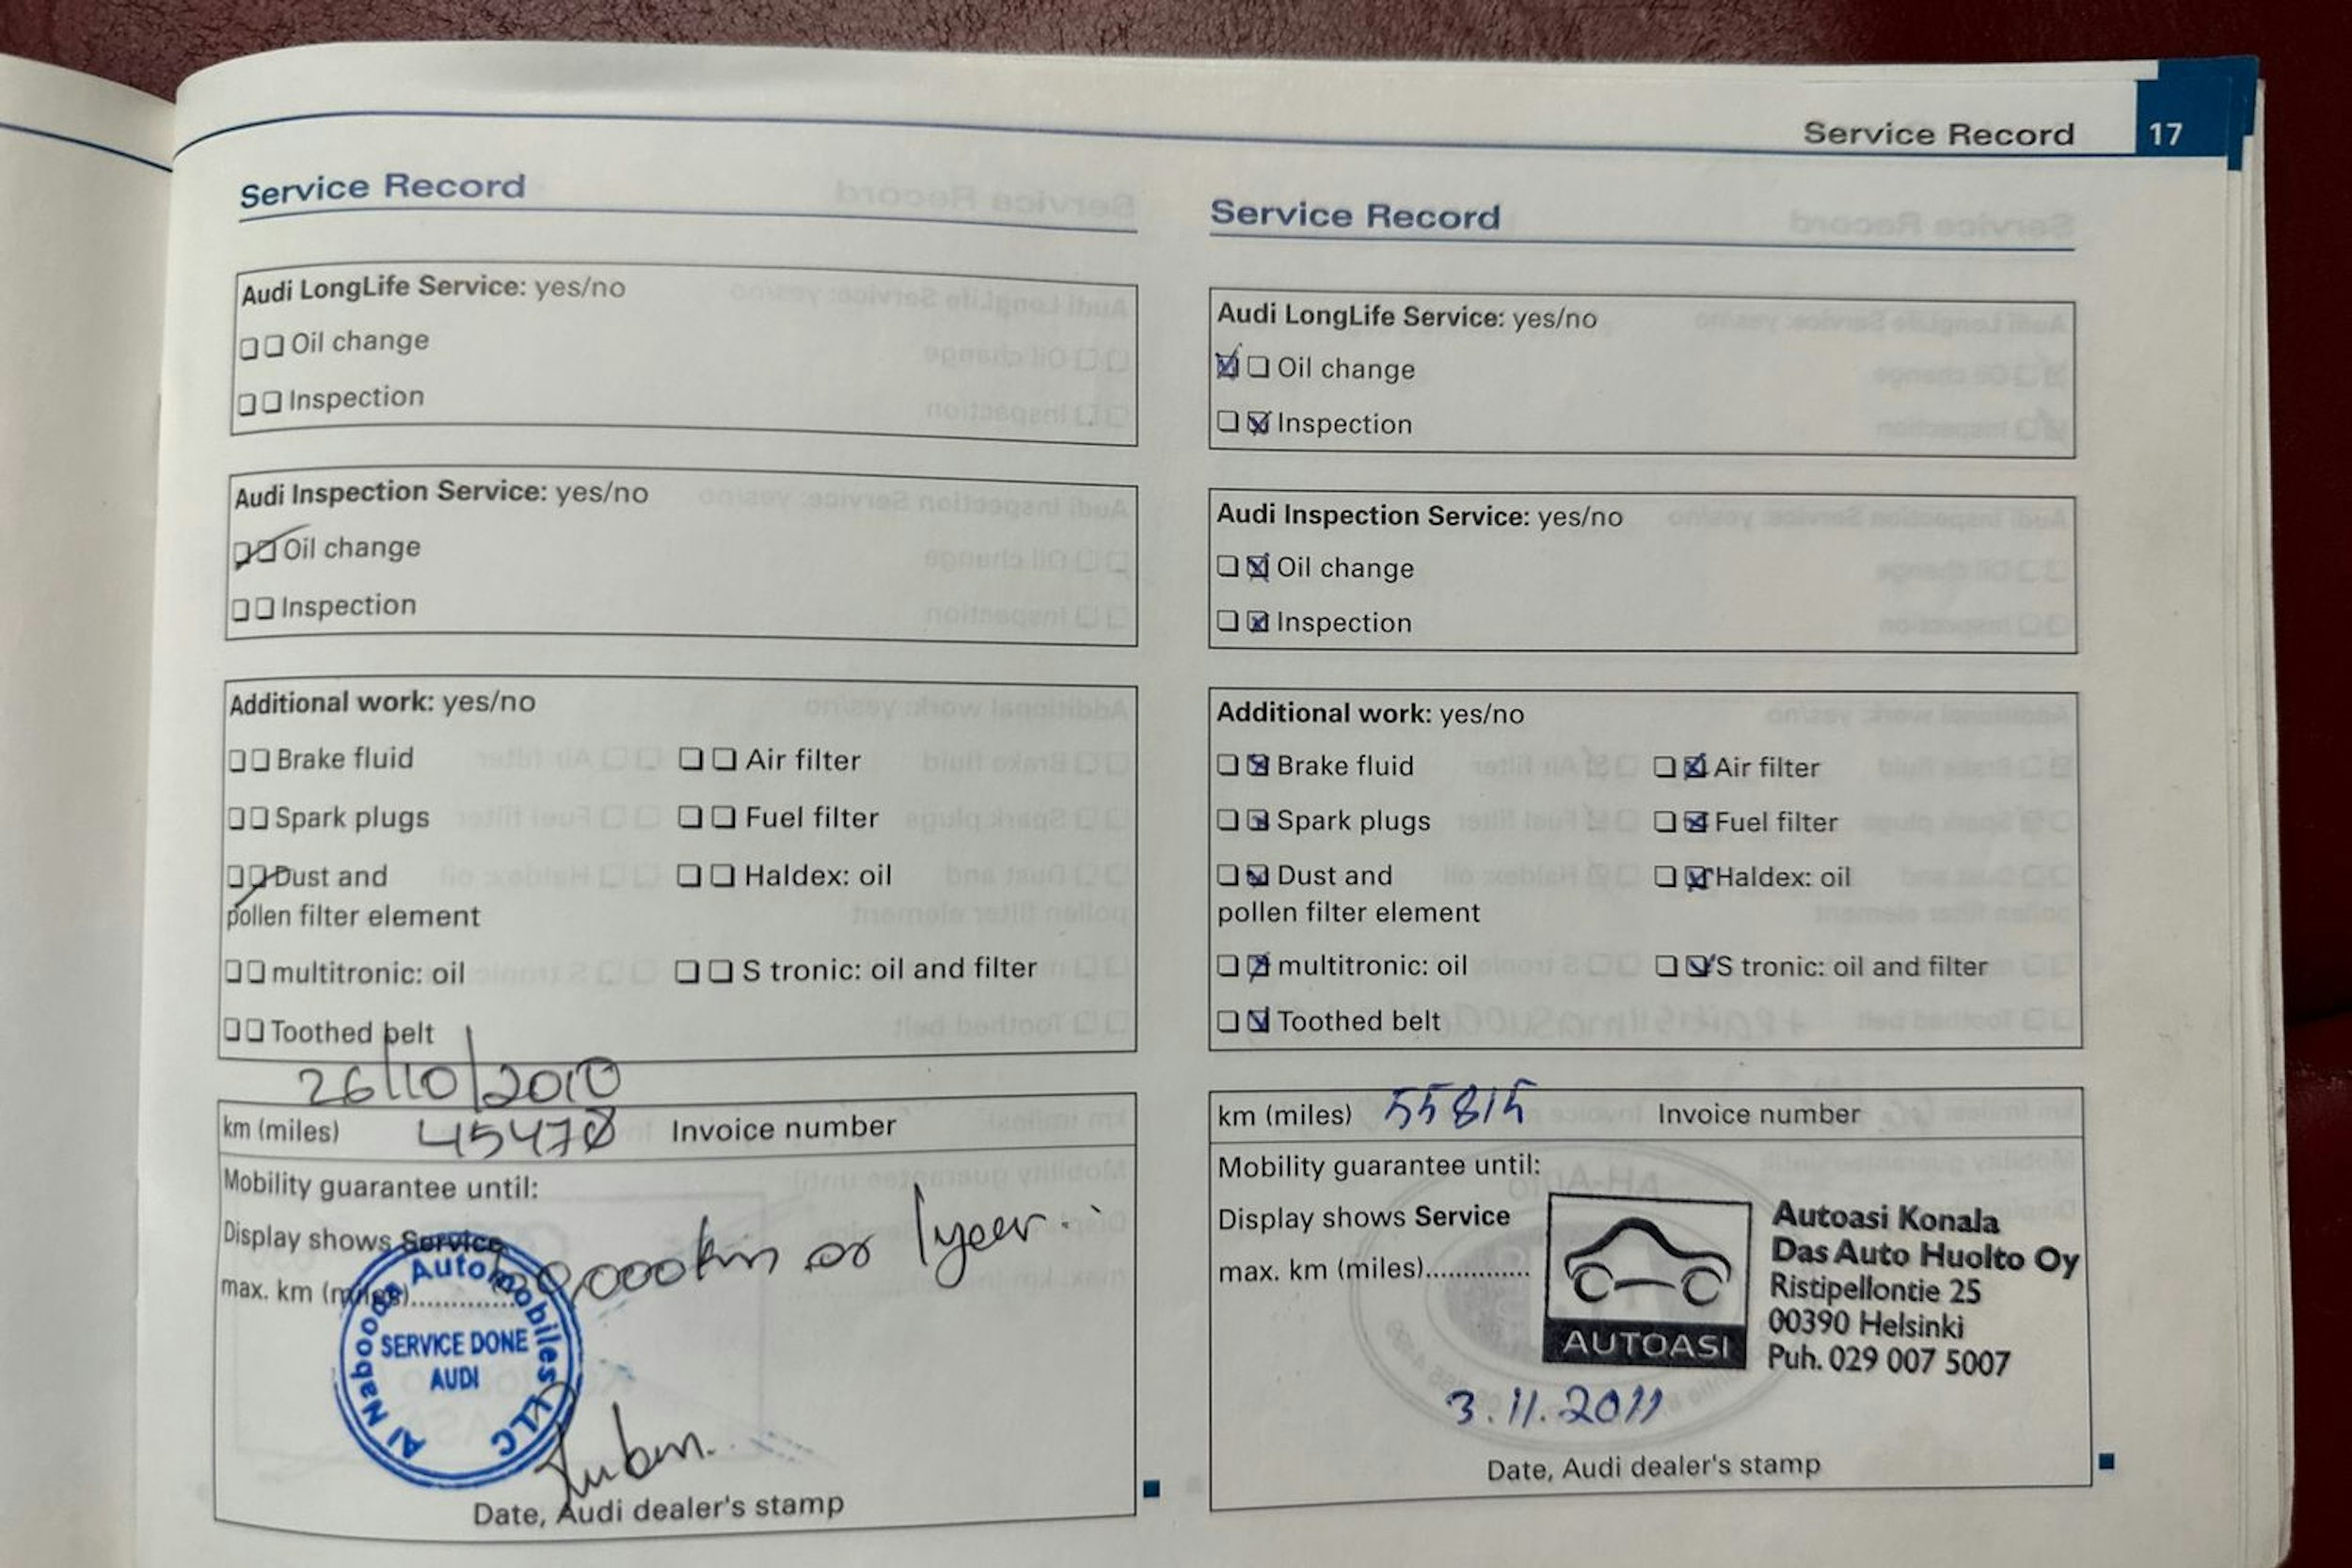 Service Record 17
Service Record
Audi LongLife Service: yes/no
Oil change
Inspection
Audi Inspection Service: yes/no
Oil change
Inspection
Additional work: yes/no
Brake fluid Air filter
Spark plugs Fuel filter
Dust and Haldex: oil
pollen filter element
multitronic: oil S tronic: oil and filter
Toothed belt
26/10/2010
km (miles) 45478 Invoice number
Mobility guarantee until:
Display shows Service
max. km (miles)..............
km or 1year
Al Nabooda Automobiles LLC
SERVICE DONE
AUDI
Date, Audi dealer's stamp
Service Record
Audi LongLife Service: yes/no
Oil change
Inspection
Audi Inspection Service: yes/no
Oil change
Inspection
Additional work: yes/no
Brake fluid Air filter
Spark plugs Fuel filter
Dust and Haldex: oil
pollen filter element
multitronic: oil S tronic: oil and filter
Toothed belt
km (miles) 55815 Invoice number
Mobility guarantee until:
Display shows Service
max. km (miles)...............
AUTOASI
Autoasi Konala
Das Auto Huolto Oy
Ristipellontie 25
00390 Helsinki
Puh. 029 007 5007
3.11.2011
Date, Audi dealer's stamp